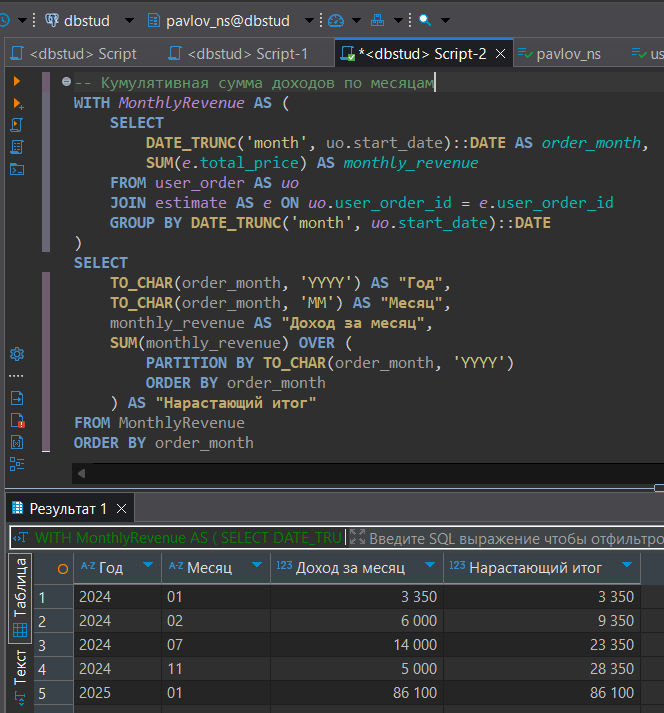 dbstud pavlov_ns@dbstud
<dbstud> Script <dbstud> Script-1 *<dbstud> Script-2 pavlov_ns us
-- Кумулятивная сумма доходов по месяцам
WITH MonthlyRevenue AS (
SELECT
DATE_TRUNC('month', uo.start_date)::DATE AS order_month,
SUM(e.total_price) AS monthly_revenue
FROM user_order AS uo
JOIN estimate AS e ON uo.user_order_id = e.user_order_id
GROUP BY DATE_TRUNC('month', uo.start_date)::DATE
)
SELECT
TO_CHAR(order_month, 'YYYY') AS "Год",
TO_CHAR(order_month, 'MM') AS "Месяц",
monthly_revenue AS "Доход за месяц",
SUM(monthly_revenue) OVER (
PARTITION BY TO_CHAR(order_month, 'YYYY')
ORDER BY order_month
) AS "Нарастающий итог"
FROM MonthlyRevenue
ORDER BY order_month
Результат 1
WITH MonthlyRevenue AS ( SELECT DATE_TRU Введите SQL выражение чтобы отфильтро
Таблица
Текст
A-Z Год A-Z Месяц 123 Доход за месяц 123 Нарастающий итог
1 2024 01 3 350 3 350
2 2024 02 6 000 9 350
3 2024 07 14 000 23 350
4 2024 11 5 000 28 350
5 2025 01 86 100 86 100